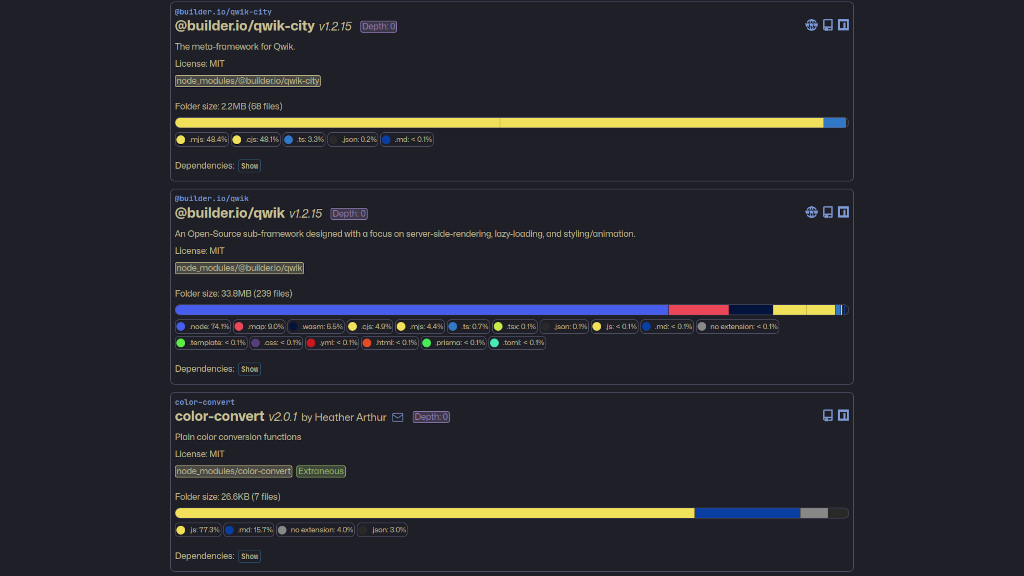 @builder.io/qwik-city
@builder.io/qwik-city v1.2.15 Depth: 0
The meta-framework for Qwik.
License: MIT
node_modules/@builder.io/qwik-city
Folder size: 2.2MB (68 files)
.mjs: 48.4% .cjs: 48.1% .ts: 3.3% .json: 0.2% .md: < 0.1%
Dependencies: Show
@builder.io/qwik
@builder.io/qwik v1.2.15 Depth: 0
An Open-Source sub-framework designed with a focus on server-side-rendering, lazy-loading, and styling/animation.
License: MIT
node_modules/@builder.io/qwik
Folder size: 33.8MB (239 files)
.node: 74.1% .map: 9.0% .wasm: 6.5% .cjs: 4.9% .mjs: 4.4% .ts: 0.7% .tsx: 0.1% .json: 0.1% .js: < 0.1% .md: < 0.1% no extension: < 0.1%
.template: < 0.1% .css: < 0.1% .yml: < 0.1% .html: < 0.1% .prisma: < 0.1% .toml: < 0.1%
Dependencies: Show
color-convert
color-convert v2.0.1 by Heather Arthur Depth: 0
Plain color conversion functions
License: MIT
node_modules/color-convert Extraneous
Folder size: 26.6KB (7 files)
.js: 77.3% .md: 15.7% no extension: 4.0% .json: 3.0%
Dependencies: Show